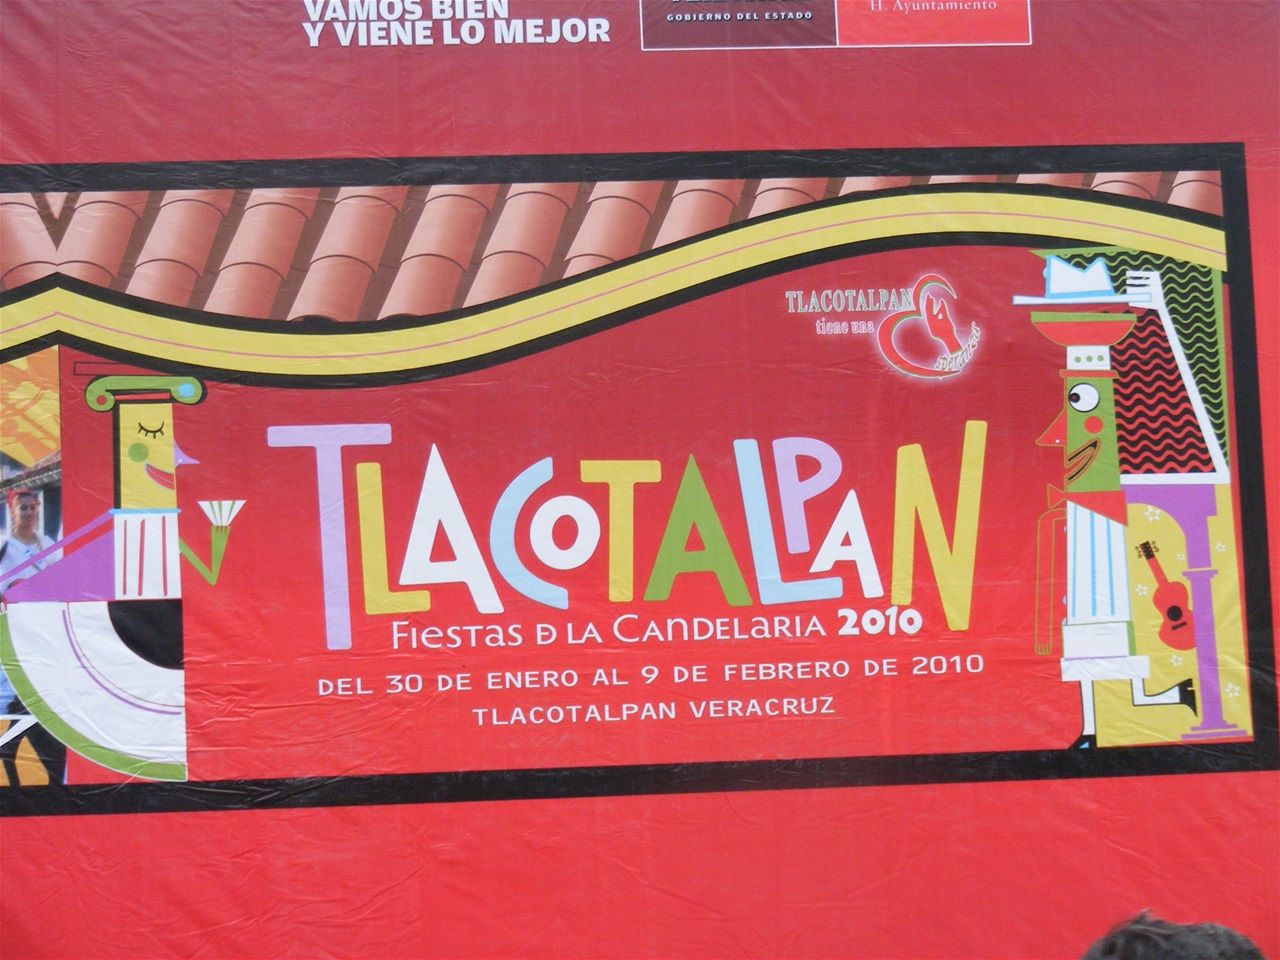 VAMOS BIEN
Y VIENE LO MEJOR
GOBIERNO DEL ESTADO
H. Ayuntamiento
TLACOTALPAN
tiene una
TLACOTALPAN
FIESTAS D LA CANDELARIA 2010
DEL 30 DE ENERO AL 9 DE FEBRERO DE 2010
TLACOTALPAN VERACRUZ